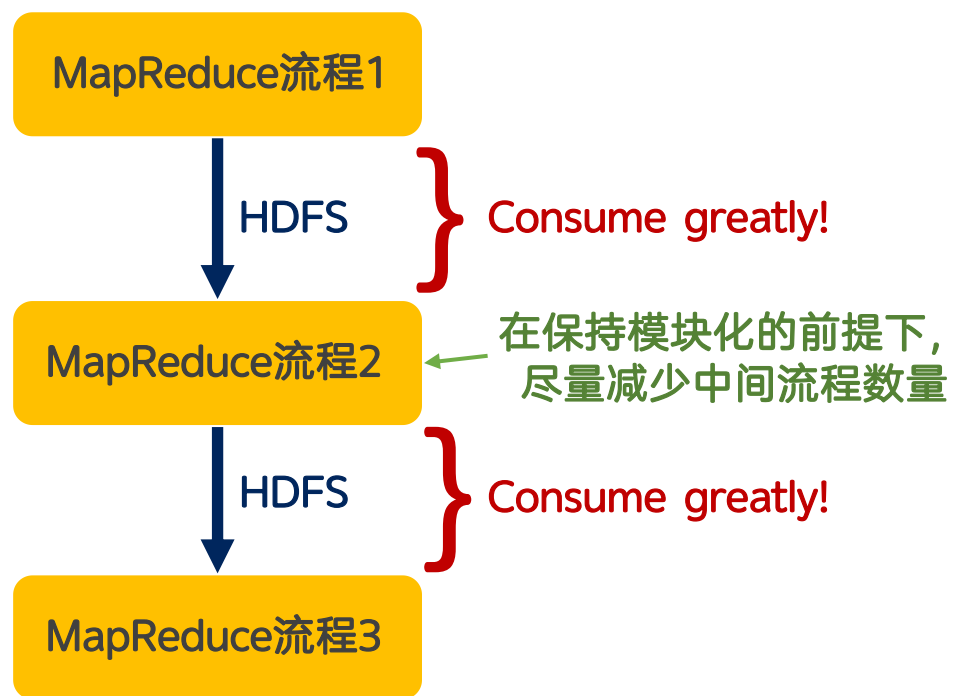 MapReduce流程1
HDFS
Consume greatly!
在保持模块化的前提下,
尽量减少中间流程数量
MapReduce流程2
HDFS
Consume greatly!
MapReduce流程3